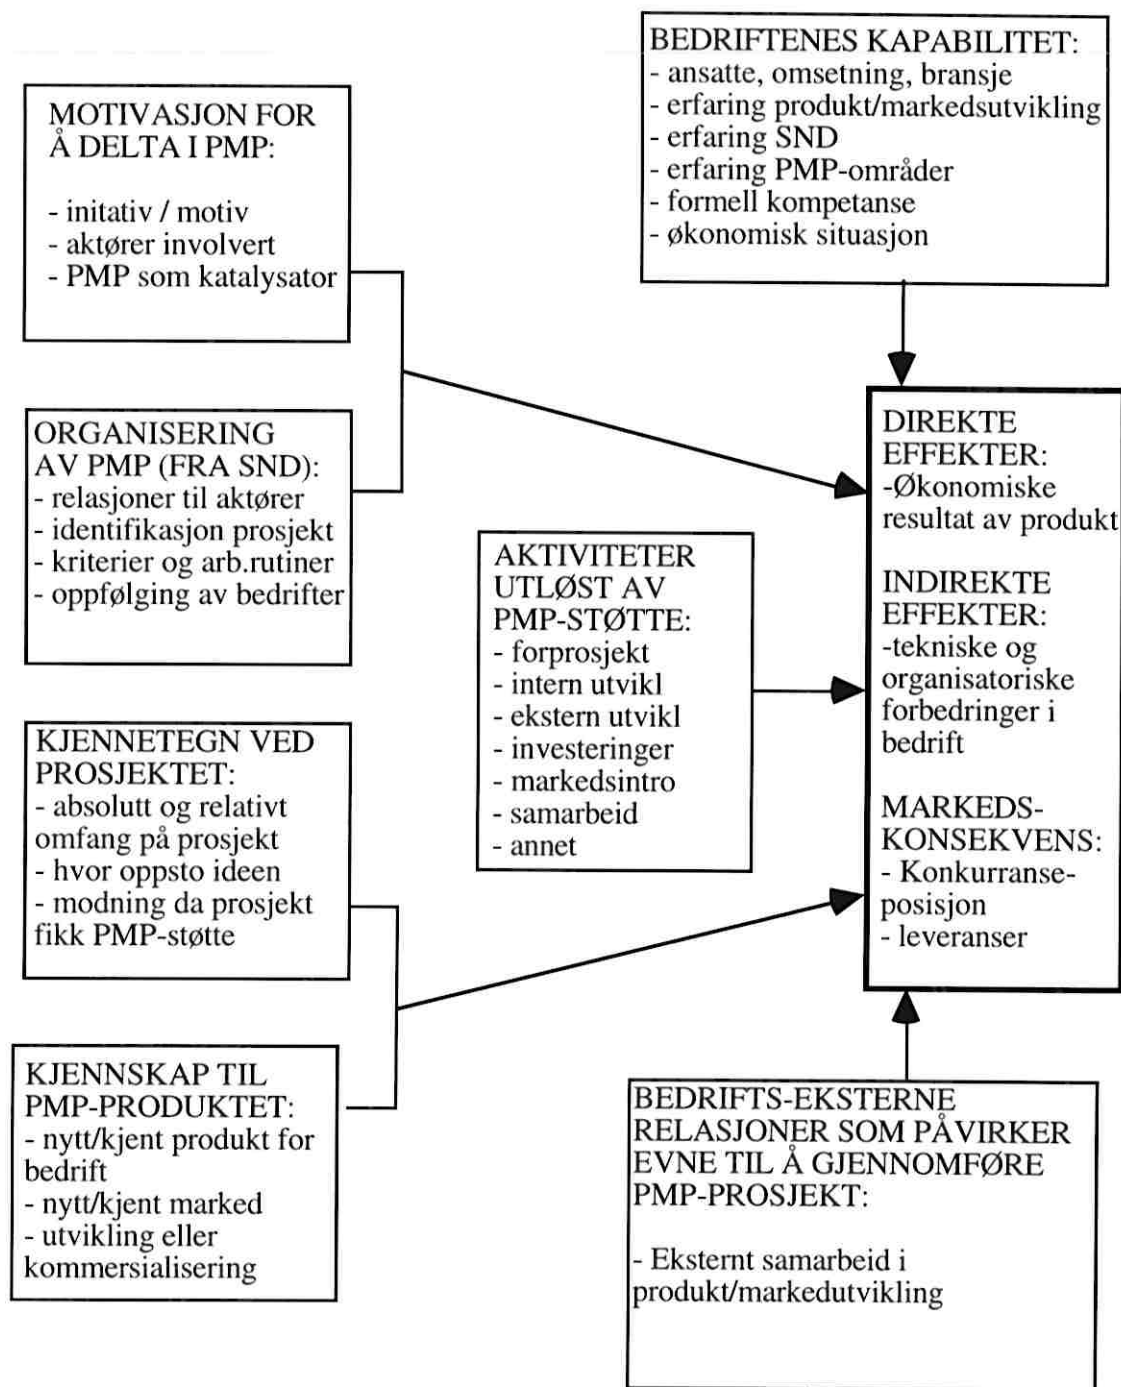 BEDRIFTENES KAPABILITET:
- ansatte, omsetning, bransje
- erfaring produkt/markedsutvikling
- erfaring SND
- erfaring PMP-områder
- formell kompetanse
- økonomisk situasjon
MOTIVASJON FOR
Å DELTA I PMP:
- initativ / motiv
- aktører involvert
- PMP som katalysator
ORGANISERING
AV PMP (FRA SND):
- relasjoner til aktører
- identifikasjon prosjekt
- kriterier og arb.rutiner
- oppfølging av bedrifter
KJENNETEGN VED
PROSJEKTET:
- absolutt og relativt
omfang på prosjekt
- hvor oppsto ideen
- modning da prosjekt
fikk PMP-støtte
KJENNSKAP TIL
PMP-PRODUKTET:
- nytt/kjent produkt for
bedrift
- nytt/kjent marked
- utvikling eller
kommersialisering
AKTIVITETER
UTLØST AV
PMP-STØTTE:
- forprosjekt
- intern utvikl
- ekstern utvikl
- investeringer
- markedsintro
- samarbeid
- annet
DIREKTE
EFFEKTER:
-Økonomiske
resultat av produkt
INDIREKTE
EFFEKTER:
-tekniske og
organisatoriske
forbedringer i
bedrift
MARKEDS-
KONSEKVENS:
- Konkurranse-
posisjon
- leveranser
BEDRIFTS-EKSTERNE
RELASJONER SOM PÅVIRKER
EVNE TIL Å GJENNOMFØRE
PMP-PROSJEKT:
- Eksternt samarbeid i
produkt/markedutvikling